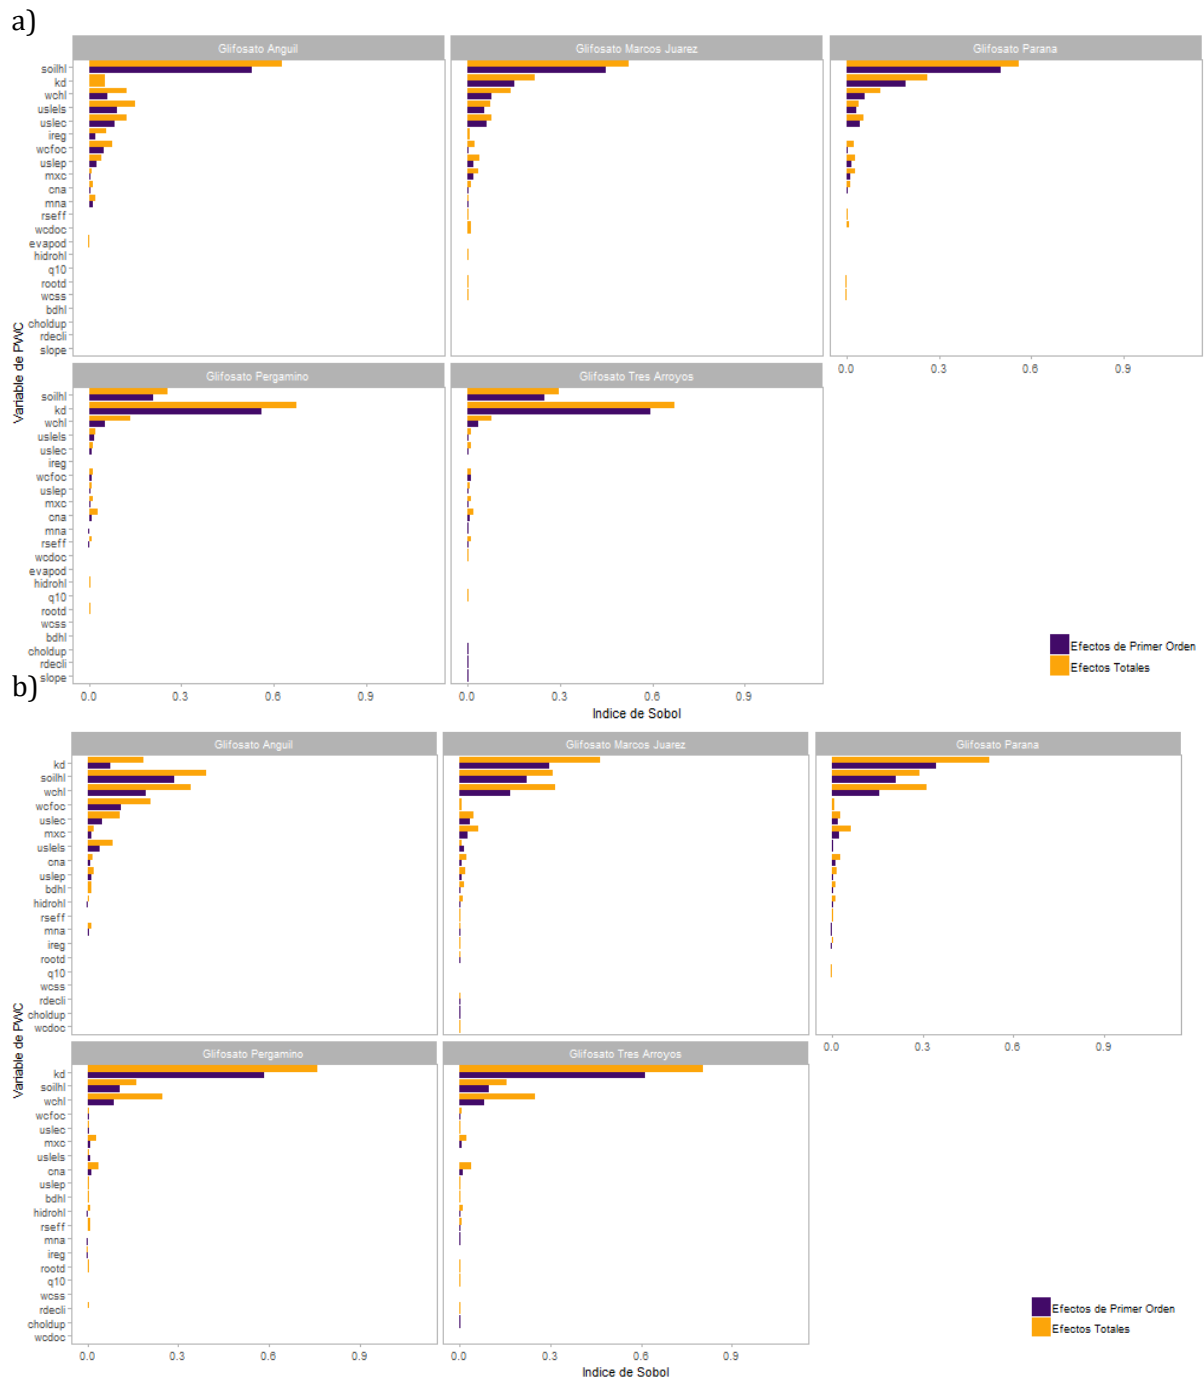 a)
Glifosato Anguil
Glifosato Marcos Juarez
Glifosato Parana
soilhl
kd
wchl
uslels
uslec
ireg
wcfoc
uslep
mxc
cna
mna
rseff
wcdoc
evapod
hidrohl
q10
rootd
wcss
bdhl
choldup
rdecli
slope
0.0 0.3 0.6 0.9
Variable de PWC
Glifosato Pergamino
Glifosato Tres Arroyos
soilhl
kd
wchl
uslels
uslec
ireg
wcfoc
uslep
mxc
cna
mna
rseff
wcdoc
evapod
hidrohl
q10
rootd
wcss
bdhl
choldup
rdecli
slope
0.0 0.3 0.6 0.9
0.0 0.3 0.6 0.9
Indice de Sobol
Efectos de Primer Orden
Efectos Totales
b)
Glifosato Anguil
Glifosato Marcos Juarez
Glifosato Parana
kd
soilhl
wchl
wcfoc
uslec
mxc
uslels
cna
uslep
bdhl
hidrohl
rseff
mna
ireg
rootd
q10
wcss
rdecli
choldup
wcdoc
0.0 0.3 0.6 0.9
Variable de PWC
Glifosato Pergamino
Glifosato Tres Arroyos
kd
soilhl
wchl
wcfoc
uslec
mxc
uslels
cna
uslep
bdhl
hidrohl
rseff
mna
ireg
rootd
q10
wcss
rdecli
choldup
wcdoc
0.0 0.3 0.6 0.9
0.0 0.3 0.6 0.9
Indice de Sobol
Efectos de Primer Orden
Efectos Totales